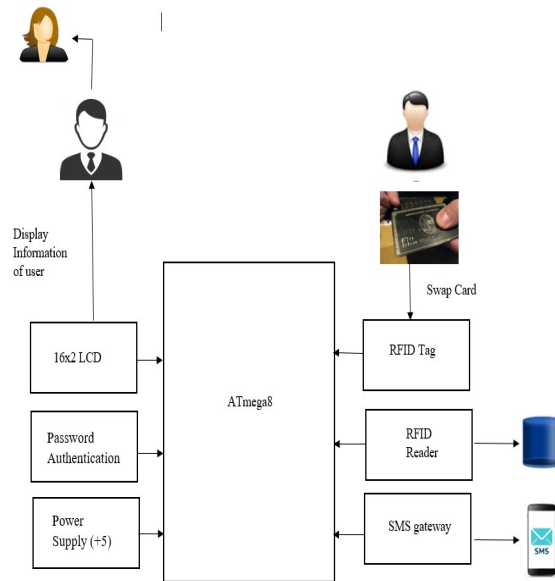 Display
Information
of user
Swap Card
16x2 LCD
RFID Tag
ATmega8
Password
Authentication
RFID
Reader
Power
Supply (+5)
SMS gateway
SMS